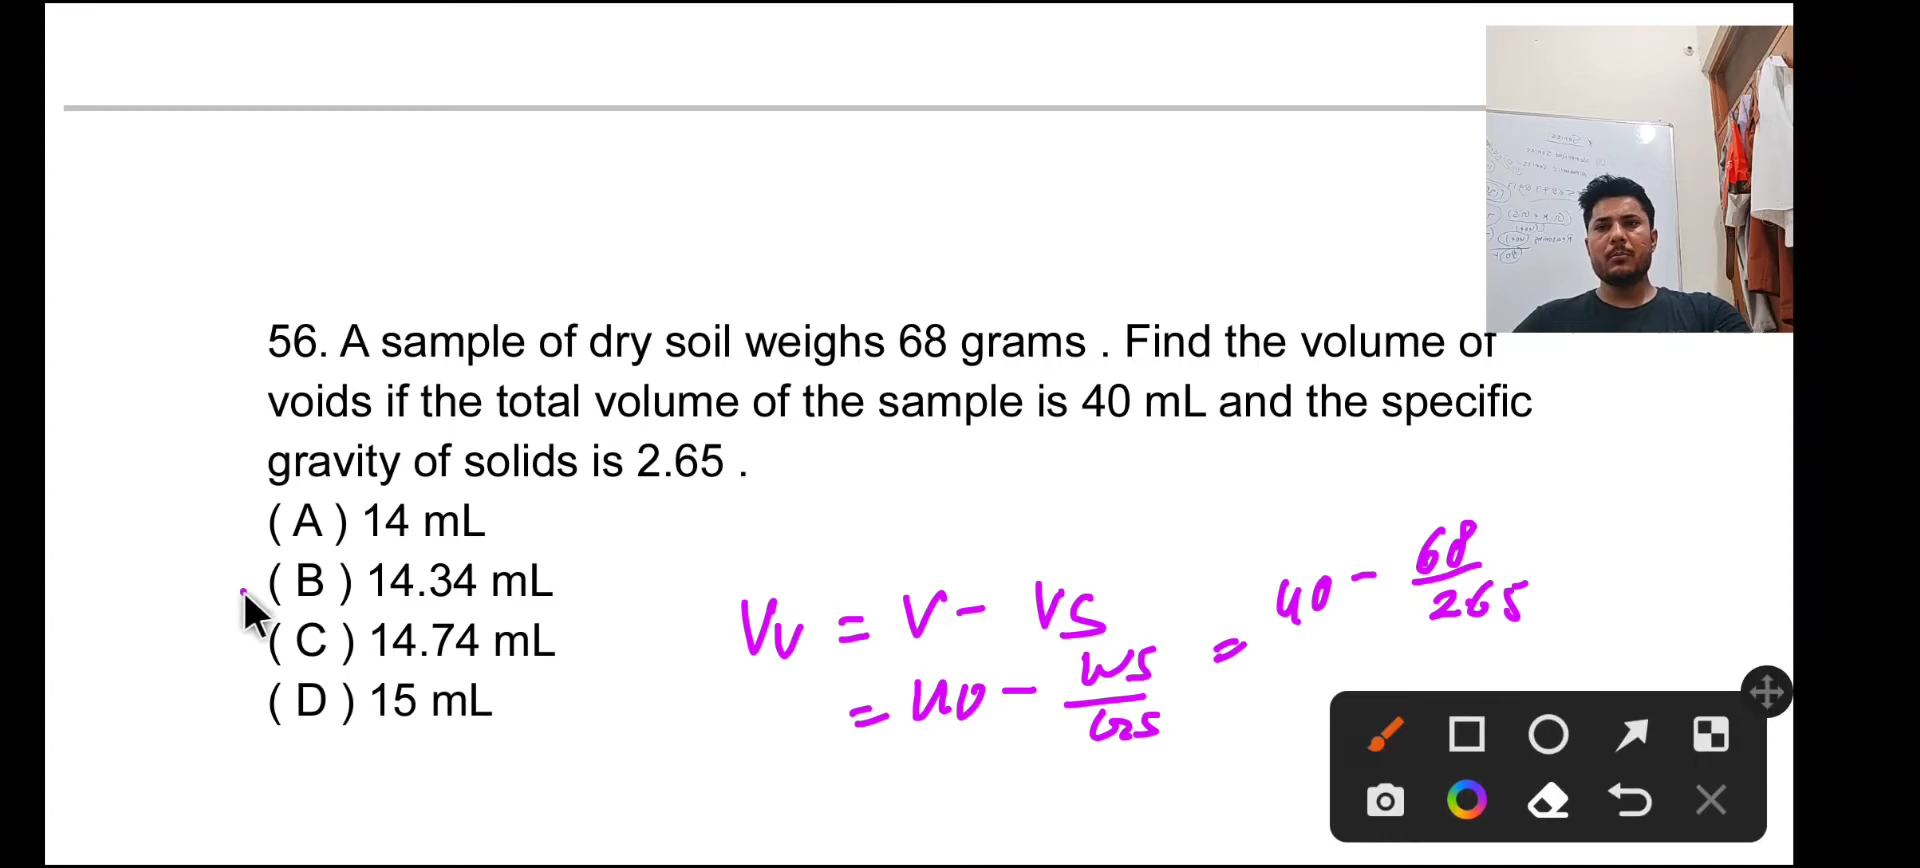 56. A sample of dry soil weighs 68 grams . Find the volume of
voids if the total volume of the sample is 40 mL and the specific
gravity of solids is 2.65 .
( A ) 14 mL
( B ) 14.34 mL
( C ) 14.74 mL
( D ) 15 mL
Vv = V - VS
= 40 - WS/GS
= 40 - 68/265